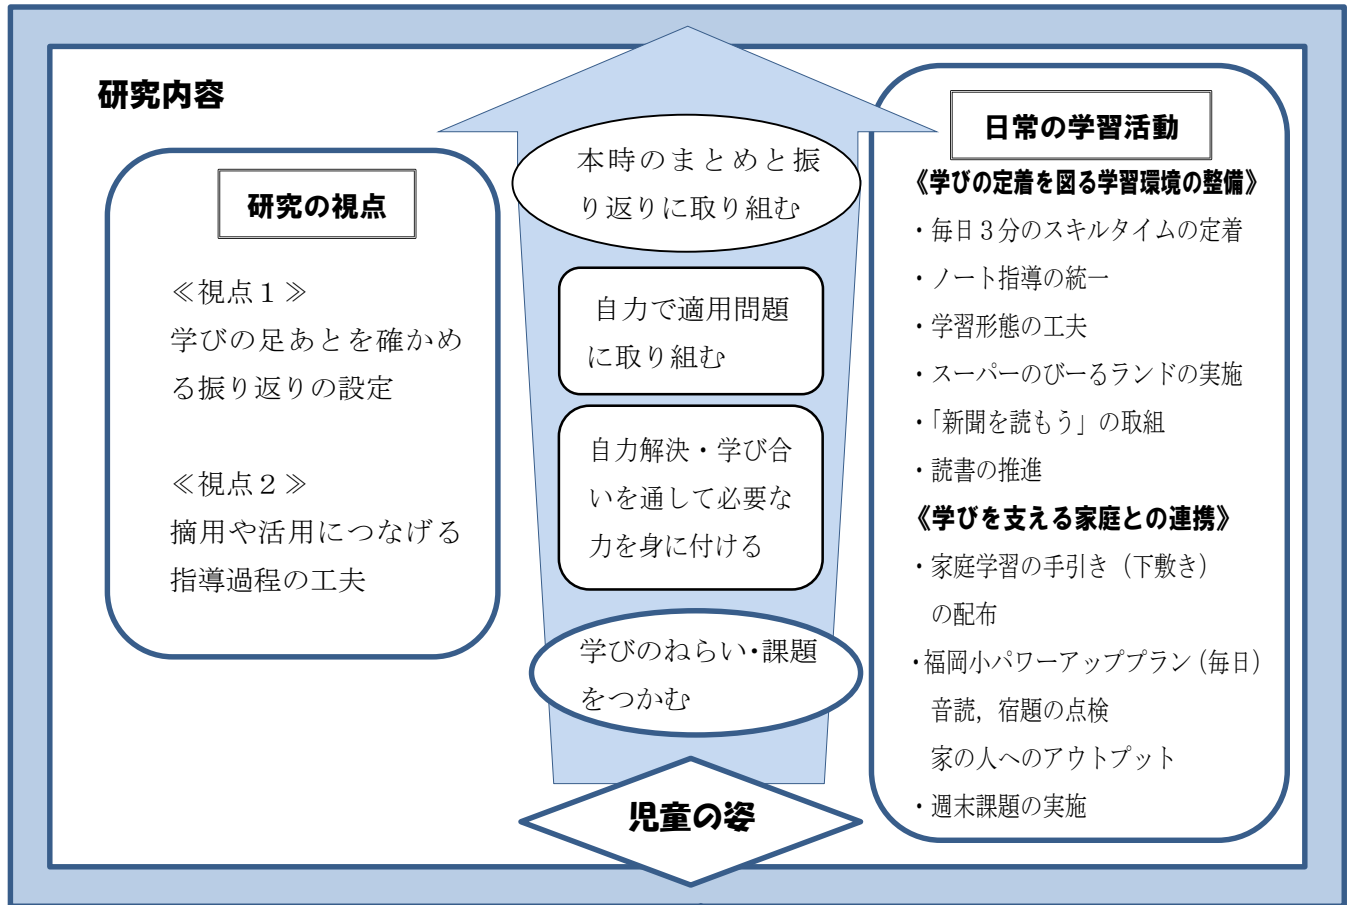 研究内容
研究の視点
≪視点１≫
学びの足あとを確かめ
る振り返りの設定
≪視点２≫
摘用や活用につなげる
指導過程の工夫
本時のまとめと振
り返りに取り組む
自力で適用問題
に取り組む
自力解決・学び合
いを通して必要な
力を身に付ける
学びのねらい・課題
をつかむ
児童の姿
日常の学習活動
《学びの定着を図る学習環境の整備》
・毎日３分のスキルタイムの定着
・ノート指導の統一
・学習形態の工夫
・スーパーのびーるランドの実施
・「新聞を読もう」の取組
・読書の推進
《学びを支える家庭との連携》
・家庭学習の手引き（下敷き）
の配布
・福岡小パワーアッププラン（毎日）
音読，宿題の点検
家の人へのアウトプット
・週末課題の実施